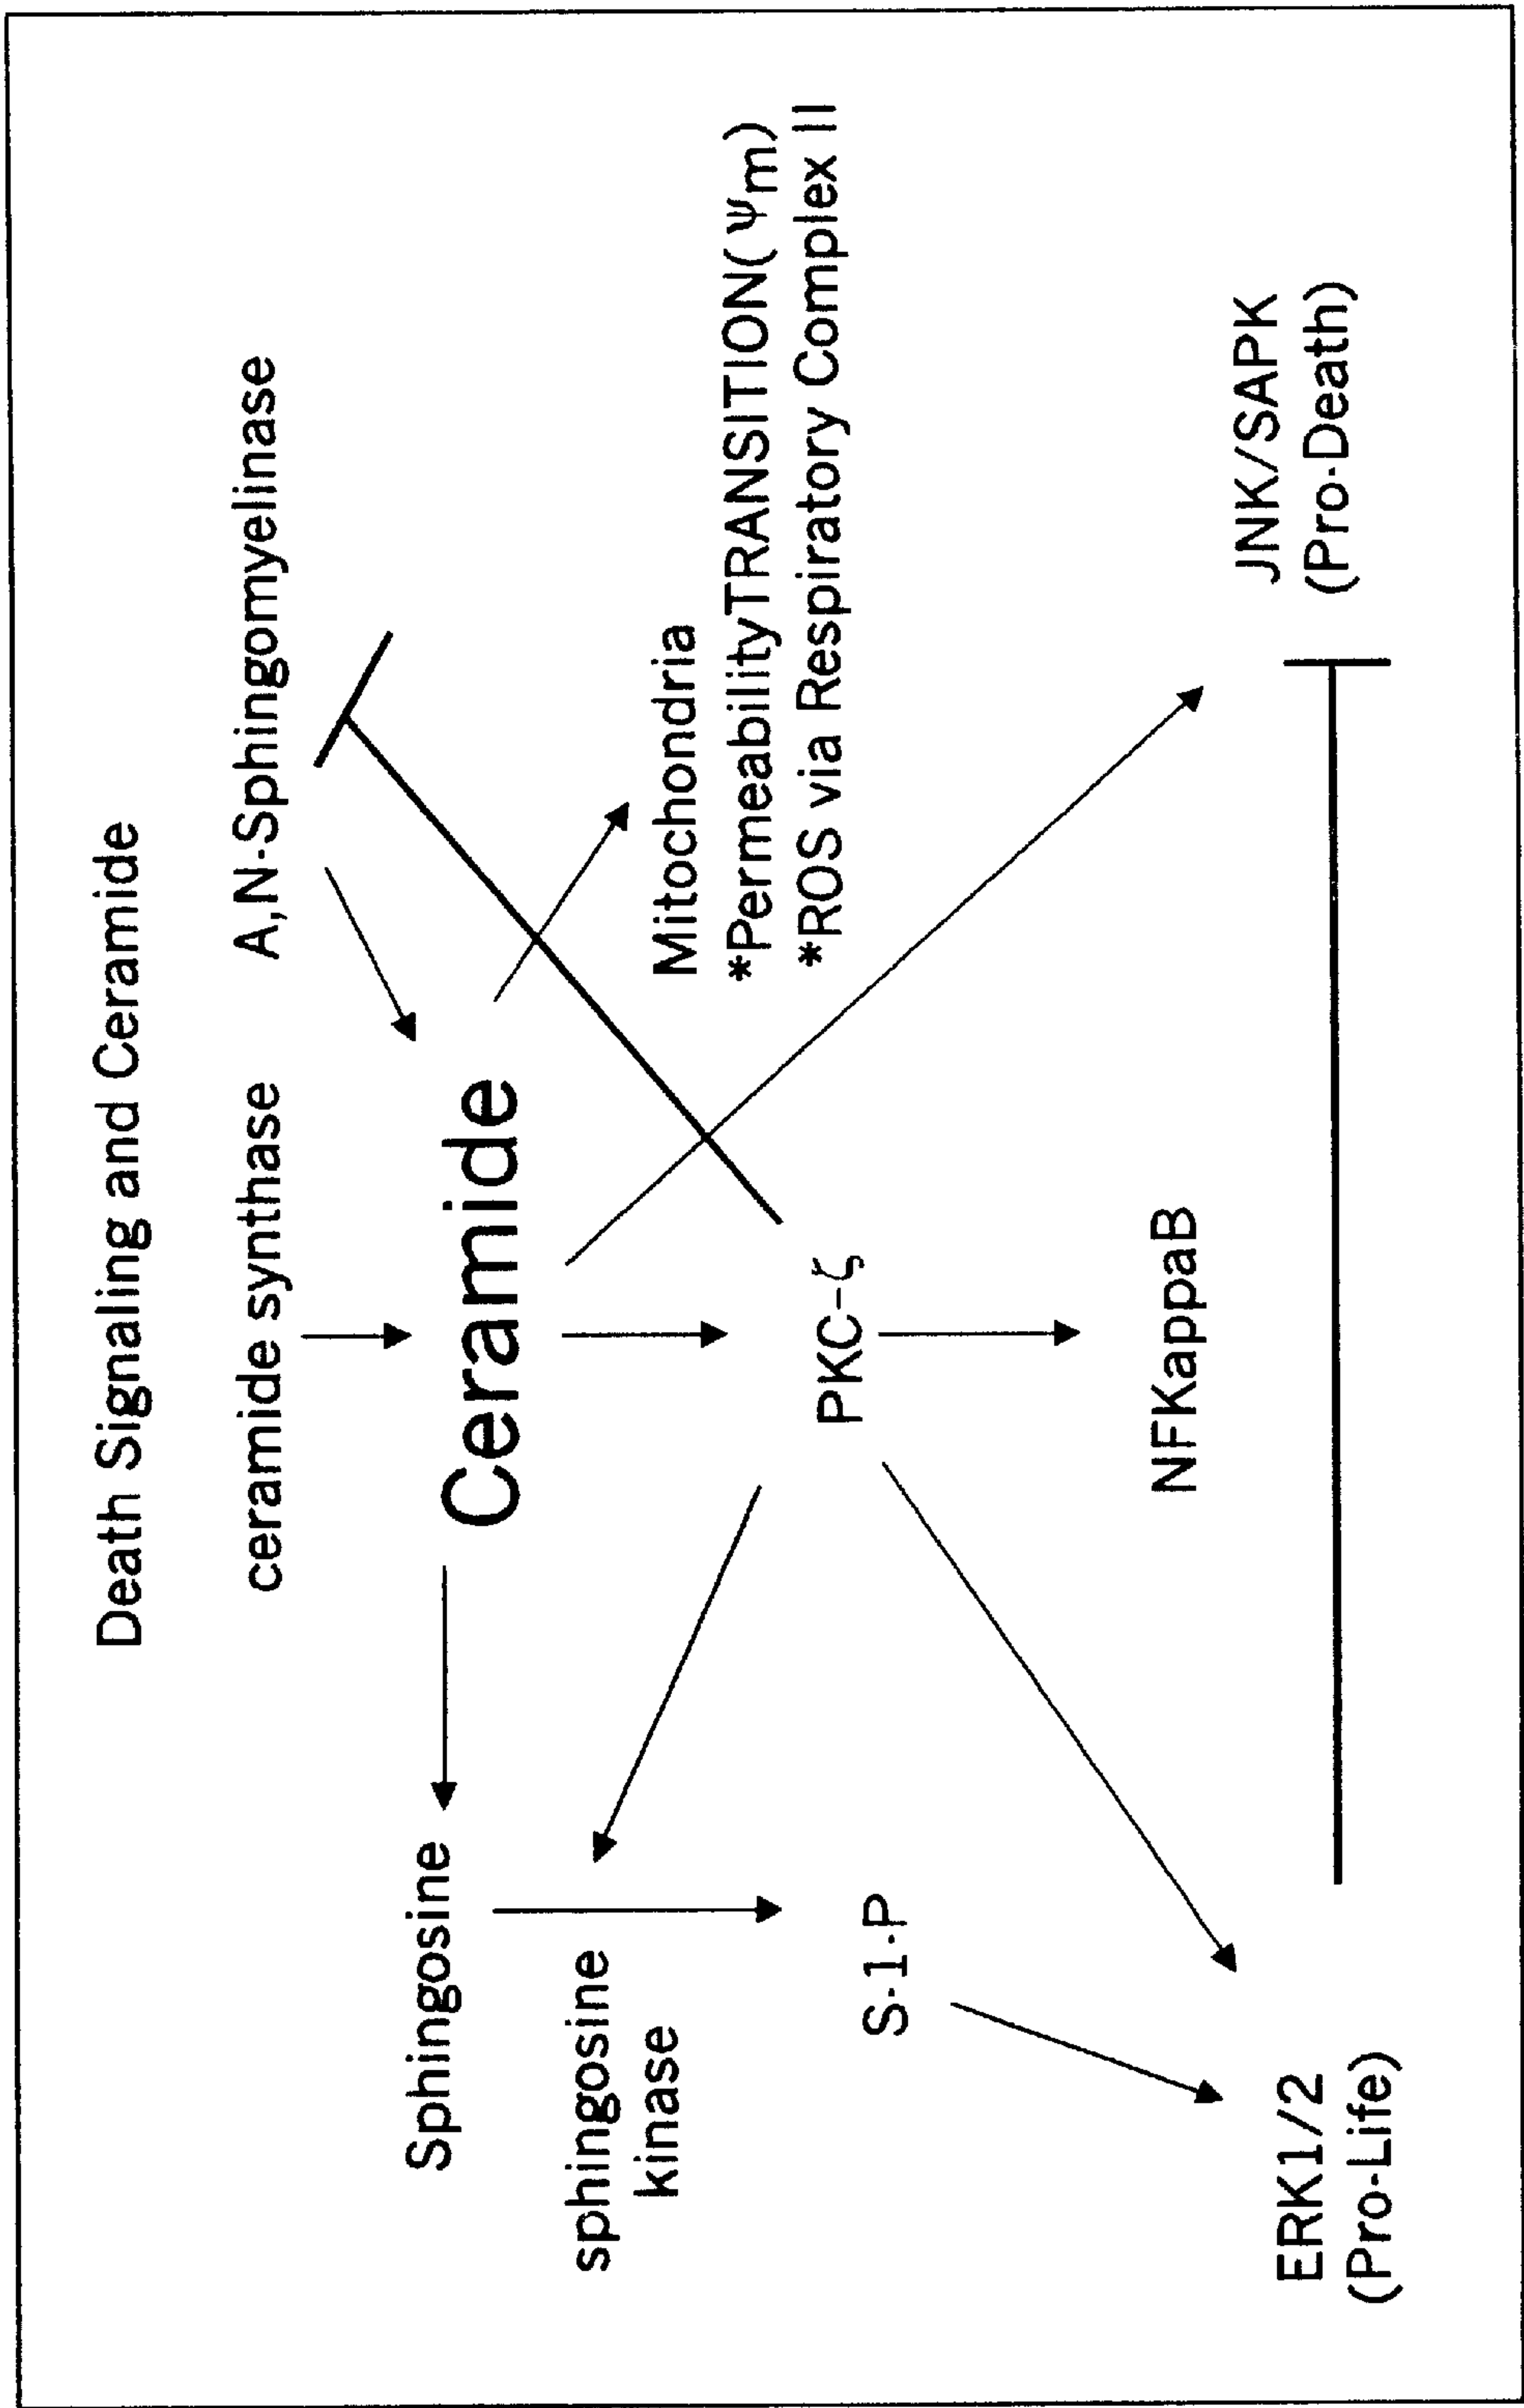 Death Signaling and Ceramide
ceramide synthase
A,N-Sphingomyelinase
Sphingosine
Ceramide
sphingosine
kinase
Mitochondria
*PermeabilityTRANSITION(Ψm)
*ROS via Respiratory Complex II
S-1-P
PKC-ζ
NFKappaB
ERK1/2
(Pro-Life)
JNK/SAPK
(Pro-Death)